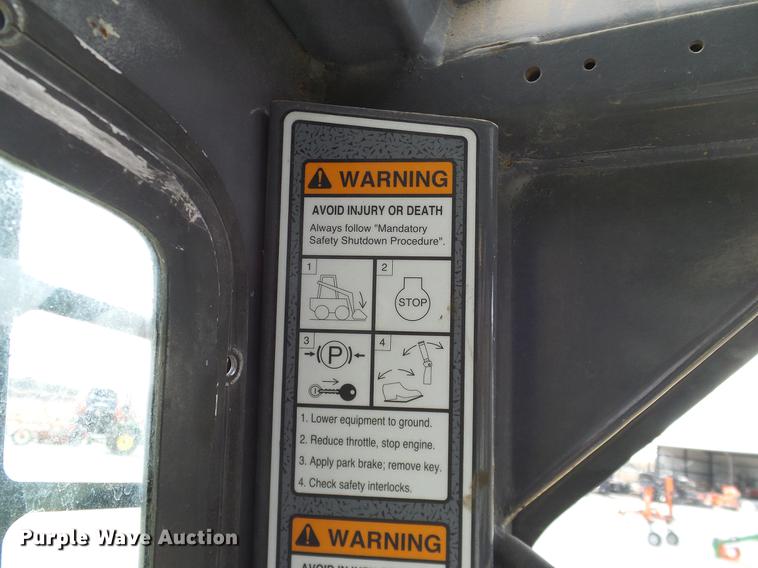 WARNING
AVOID INJURY OR DEATH
Always follow "Mandatory
Safety Shutdown Procedure".
1
2
STOP
3
P
4
1. Lower equipment to ground.
2. Reduce throttle, stop engine.
3. Apply park brake; remove key.
4. Check safety interlocks.
WARNING
Purple Wave Auction